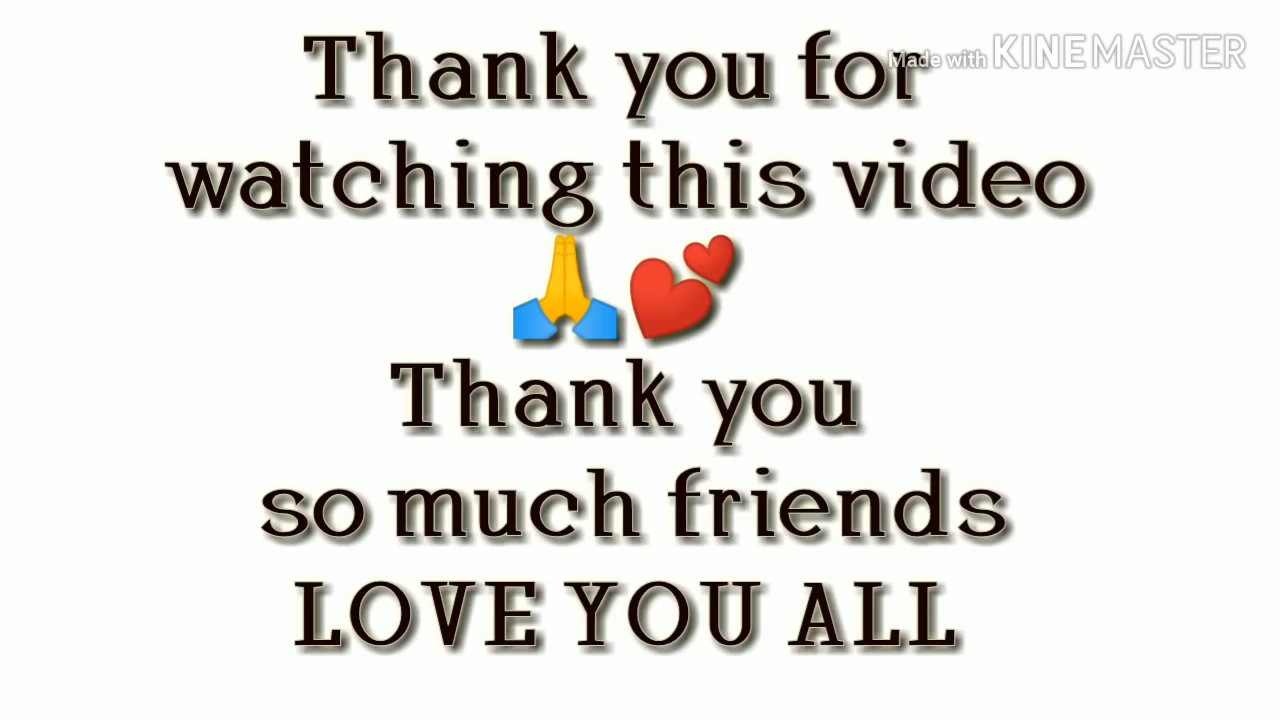 Thank you for
Made with KINEMASTER
watching this video
🙏💕
Thank you
so much friends
LOVE YOU ALL